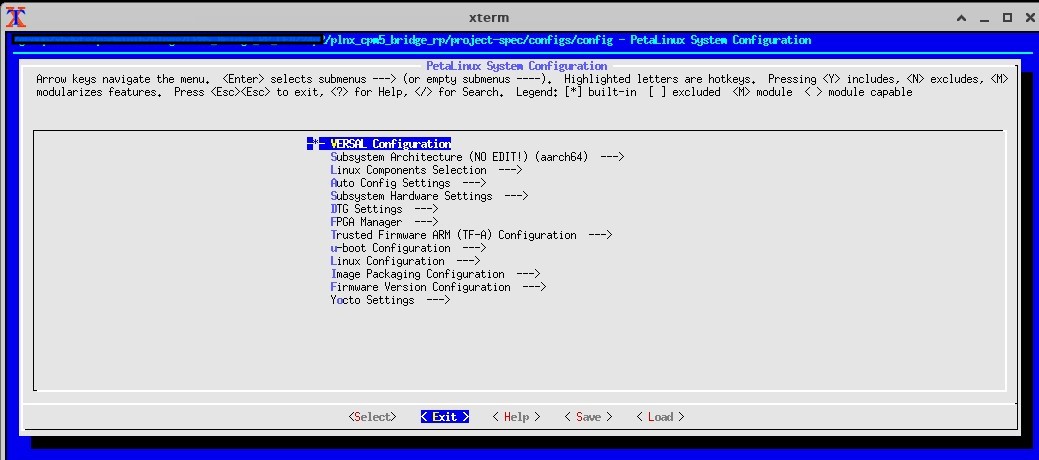 xterm
/plnx_cpm5_bridge_rp/project-spec/configs/config - PetaLinux System Configuration
PetaLinux System Configuration
Arrow keys navigate the menu.  <Enter> selects submenus ---> (or empty submenus ----).  Highlighted letters are hotkeys.  Pressing <Y> includes, <N> excludes, <M>
modularizes features.  Press <Esc><Esc> to exit, <?> for Help, </> for Search.  Legend: [*] built-in  [ ] excluded  <M> module  < > module capable
-*- VERSAL Configuration
Subsystem Architecture (NO EDIT!) (aarch64)  --->
Linux Components Selection  --->
Auto Config Settings  --->
Subsystem Hardware Settings  --->
DTG Settings  --->
FPGA Manager  --->
Trusted Firmware ARM (TF-A) Configuration  --->
u-boot Configuration  --->
Linux Configuration  --->
Image Packaging Configuration  --->
Firmware Version Configuration  --->
Yocto Settings  --->
<Select>    < Exit >    < Help >    < Save >    < Load >